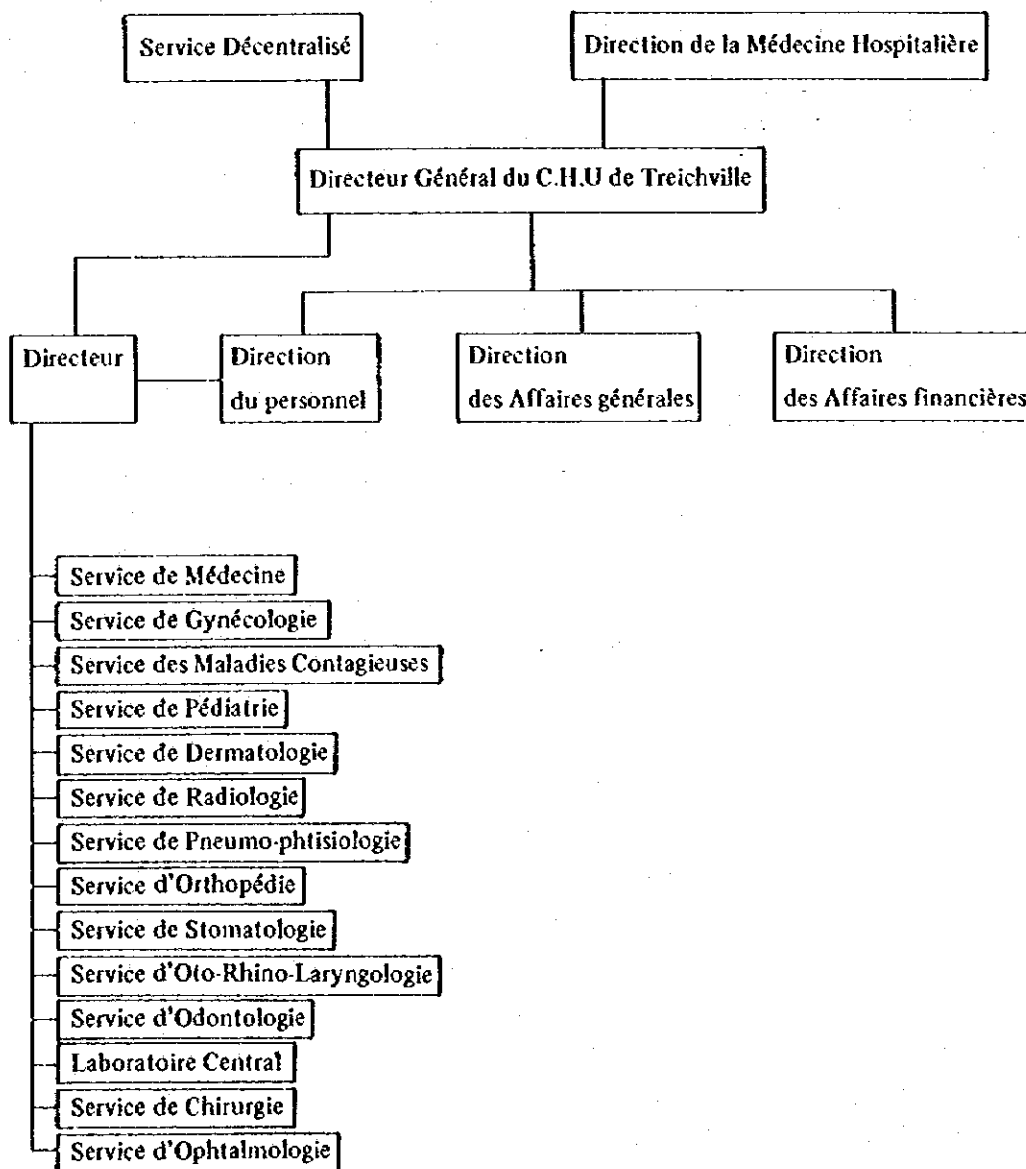 Service Décentralisé
Direction de la Médecine Hospitalière
Directeur Général du C.H.U de Treichville
Directeur
Direction
du personnel
Direction
des Affaires générales
Direction
des Affaires financières
Service de Médecine
Service de Gynécologie
Service des Maladies Contagieuses
Service de Pédiatrie
Service de Dermatologie
Service de Radiologie
Service de Pneumo-phtisiologie
Service d'Orthopédie
Service de Stomatologie
Service d'Oto-Rhino-Laryngologie
Service d'Odontologie
Laboratoire Central
Service de Chirurgie
Service d'Ophtalmologie